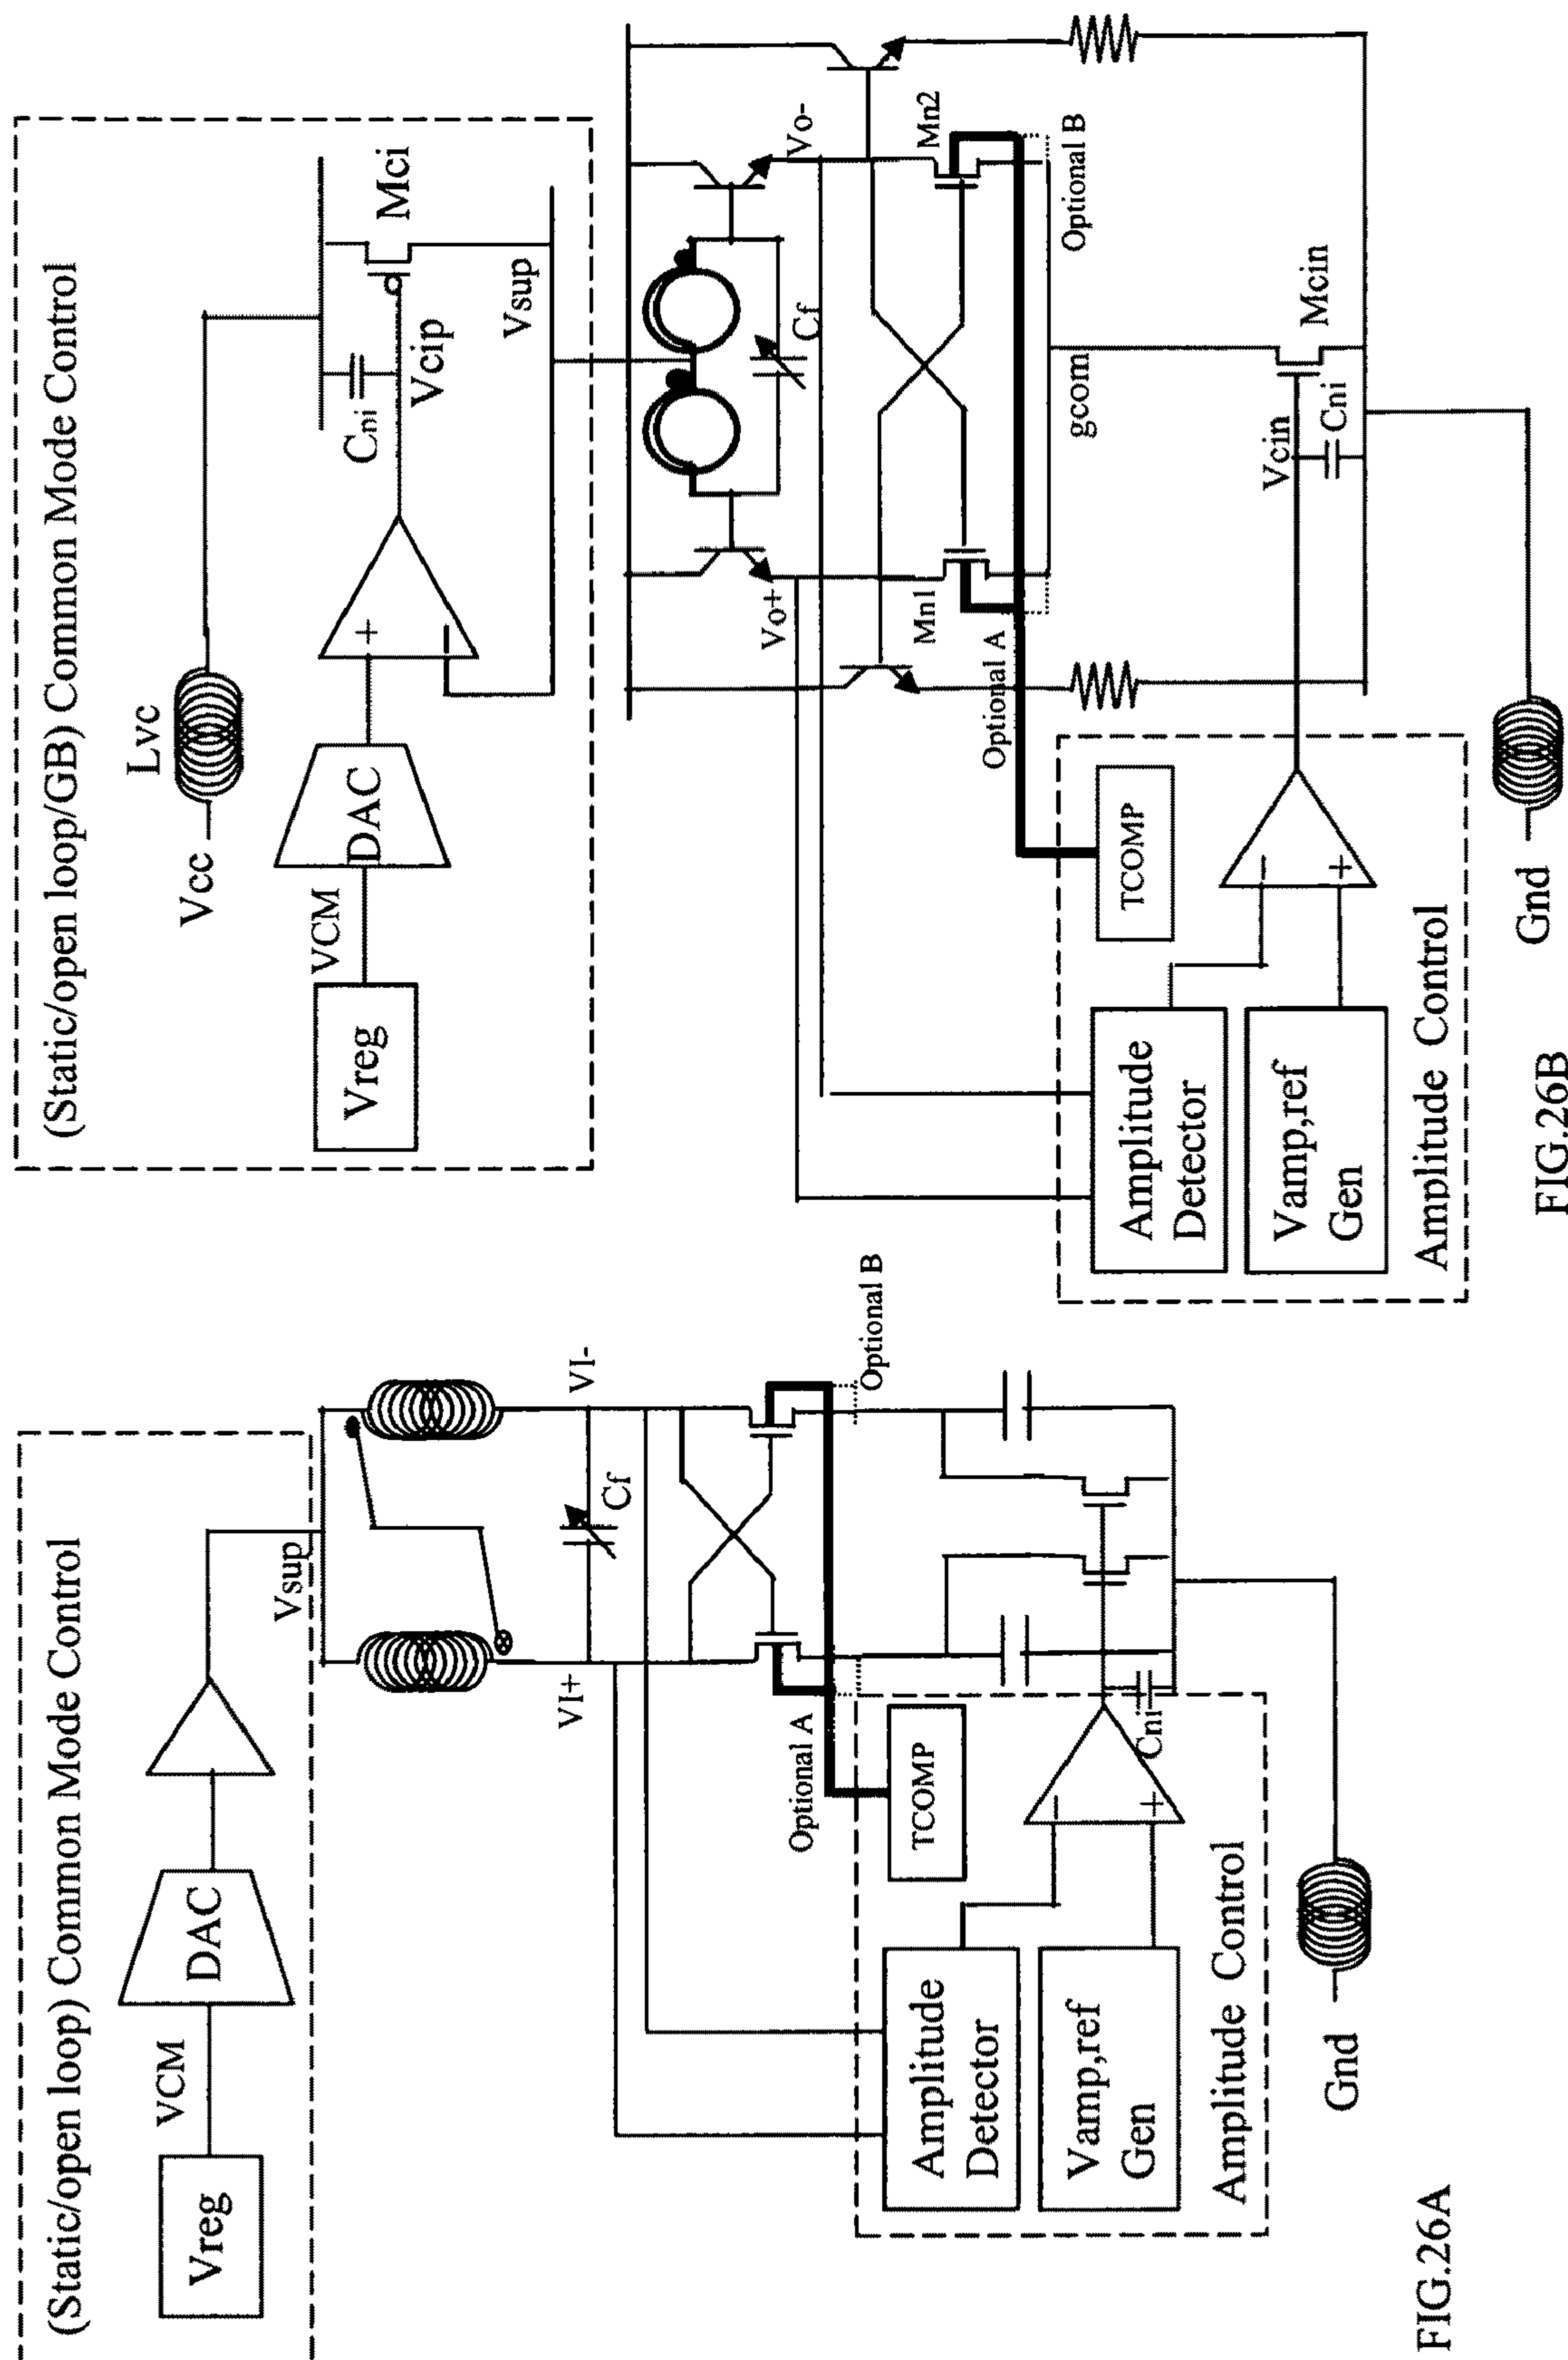 (Static/open loop) Common Mode Control
Vreg
VCM
DAC
Vsup
VI+
VI-
Cf
Optional A
Optional B
TCOMP
Amplitude
Detector
Vamp,ref
Gen
Amplitude Control
Cni
Gnd
FIG.26A
(Static/open loop/GB) Common Mode Control
Vcc
Lvc
Vreg
VCM
DAC
+
−
Cni
Vcip
Mci
Vsup
Cf
Vo+
Vo-
Mn1
Mn2
Optional A
Optional B
gcom
TCOMP
Amplitude
Detector
Vamp,ref
Gen
−
+
Amplitude Control
Vcin
Cni
Mcin
Gnd
FIG.26B